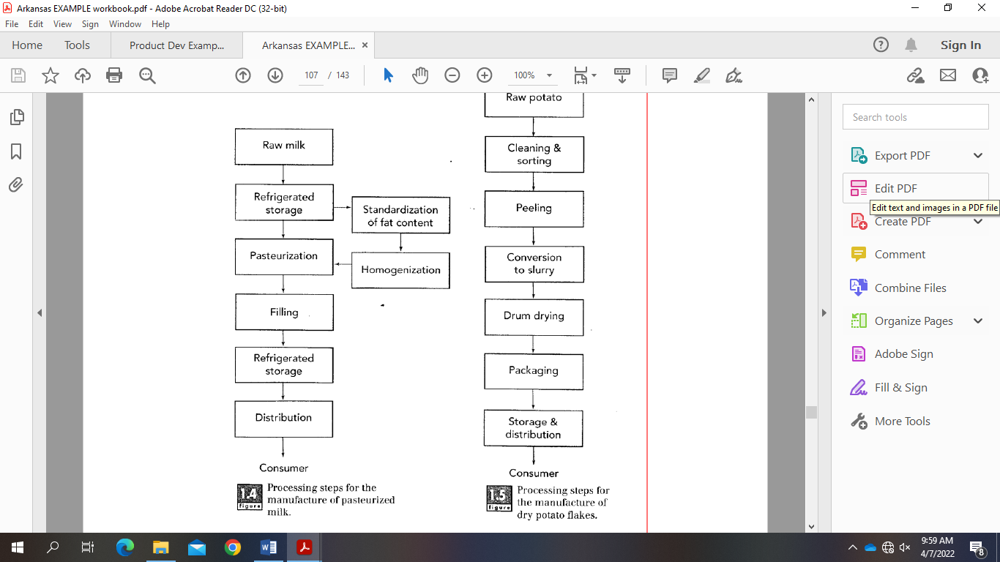 Arkansas EXAMPLE workbook.pdf - Adobe Acrobat Reader DC (32-bit)
File Edit View Sign Window Help
Home Tools Product Dev Examp... Arkansas EXAMPLE... ×
Sign In
107 / 143
100%
Raw milk
Refrigerated
storage
Standardization
of fat content
Pasteurization
Homogenization
Filling
Refrigerated
storage
Distribution
Consumer
1.4
figure
Processing steps for the
manufacture of pasteurized
milk.
Raw potato
Cleaning &
sorting
Peeling
Conversion
to slurry
Drum drying
Packaging
Storage &
distribution
Consumer
1.5
figure
Processing steps for
the manufacture of
dry potato flakes.
Search tools
Export PDF
Edit PDF
Edit text and images in a PDF file
Create PDF
Comment
Combine Files
Organize Pages
Adobe Sign
Fill & Sign
More Tools
9:59 AM
4/7/2022
8